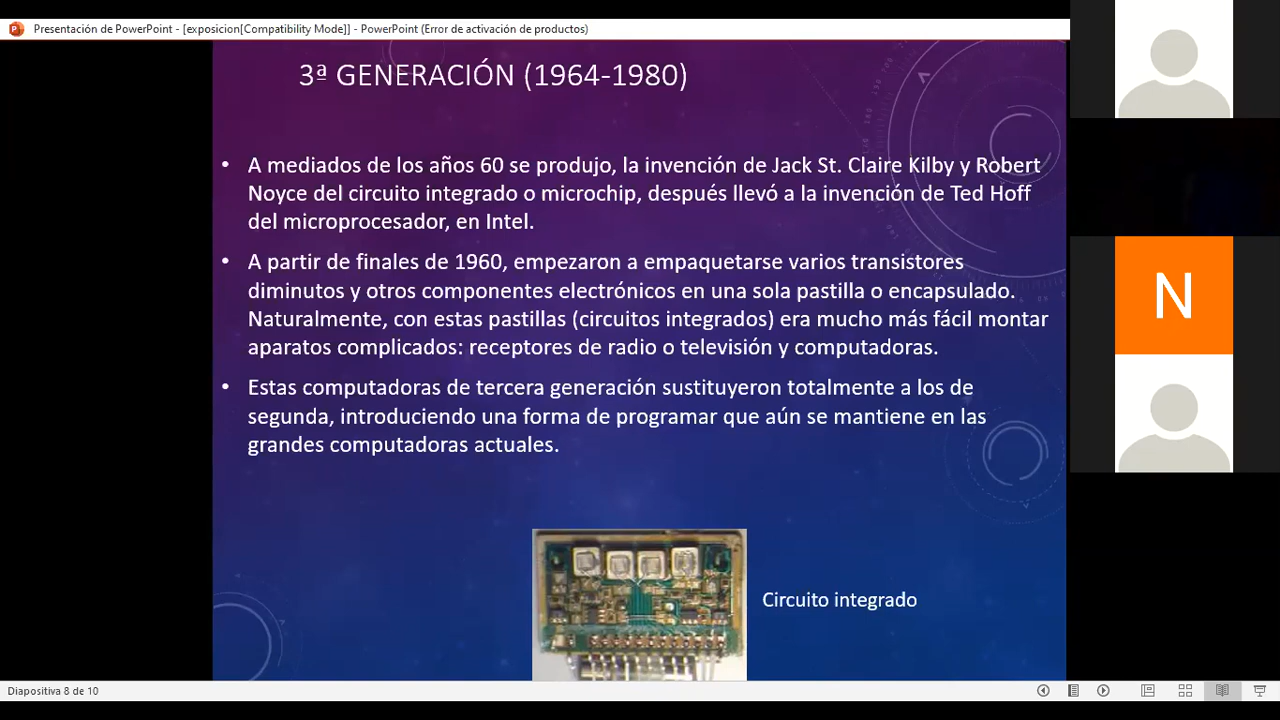 Presentación de PowerPoint - [exposicion[Compatibility Mode]] - PowerPoint (Error de activación de productos)
3ª GENERACIÓN (1964-1980)
• A mediados de los años 60 se produjo, la invención de Jack St. Claire Kilby y Robert
Noyce del circuito integrado o microchip, después llevó a la invención de Ted Hoff
del microprocesador, en Intel.
• A partir de finales de 1960, empezaron a empaquetarse varios transistores
diminutos y otros componentes electrónicos en una sola pastilla o encapsulado.
Naturalmente, con estas pastillas (circuitos integrados) era mucho más fácil montar
aparatos complicados: receptores de radio o televisión y computadoras.
• Estas computadoras de tercera generación sustituyeron totalmente a los de
segunda, introduciendo una forma de programar que aún se mantiene en las
grandes computadoras actuales.
Circuito integrado
N
Diapositiva 8 de 10